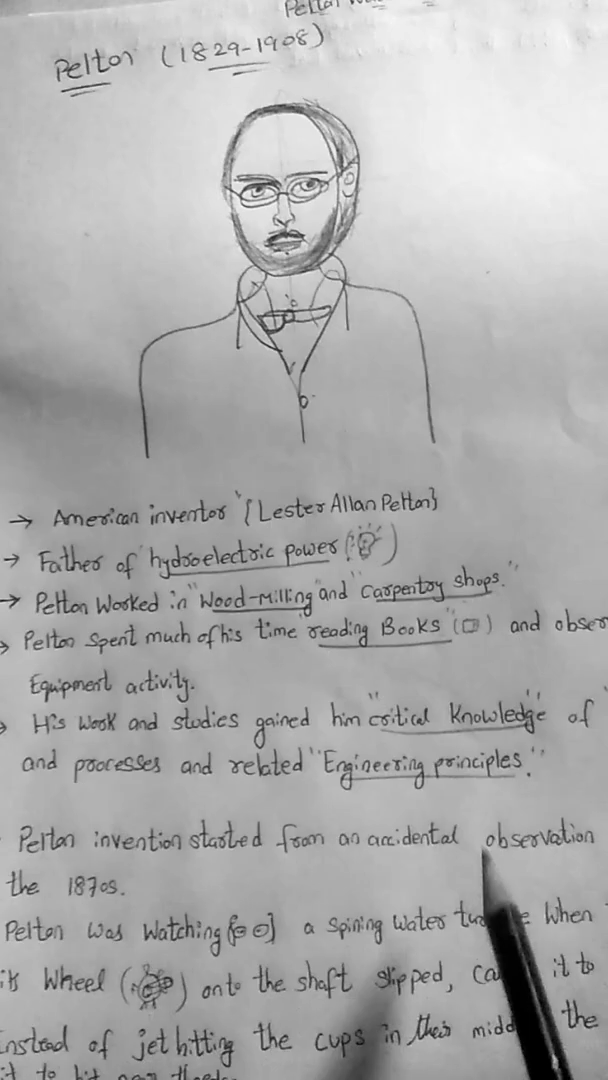 Pelton
Pelton (1829-1908)
→ American inventor "{Lester Allan Pelton}
→ Father of hydroelectric power ( )
→ Pelton worked in "Wood-milling" and "Carpentry shops."
→ Pelton spent much of his time "reading Books" ( ) and obser
Equipment activity.
→ His work and studies gained him "critical knowledge" of
and processes and related "Engineering principles."
Pelton invention started from an accidental observation
the 1870s.
Pelton was watching { } a spining water when
its wheel ( ) onto the shaft slipped, it to
instead of jet hitting the cups in their the
it to hit